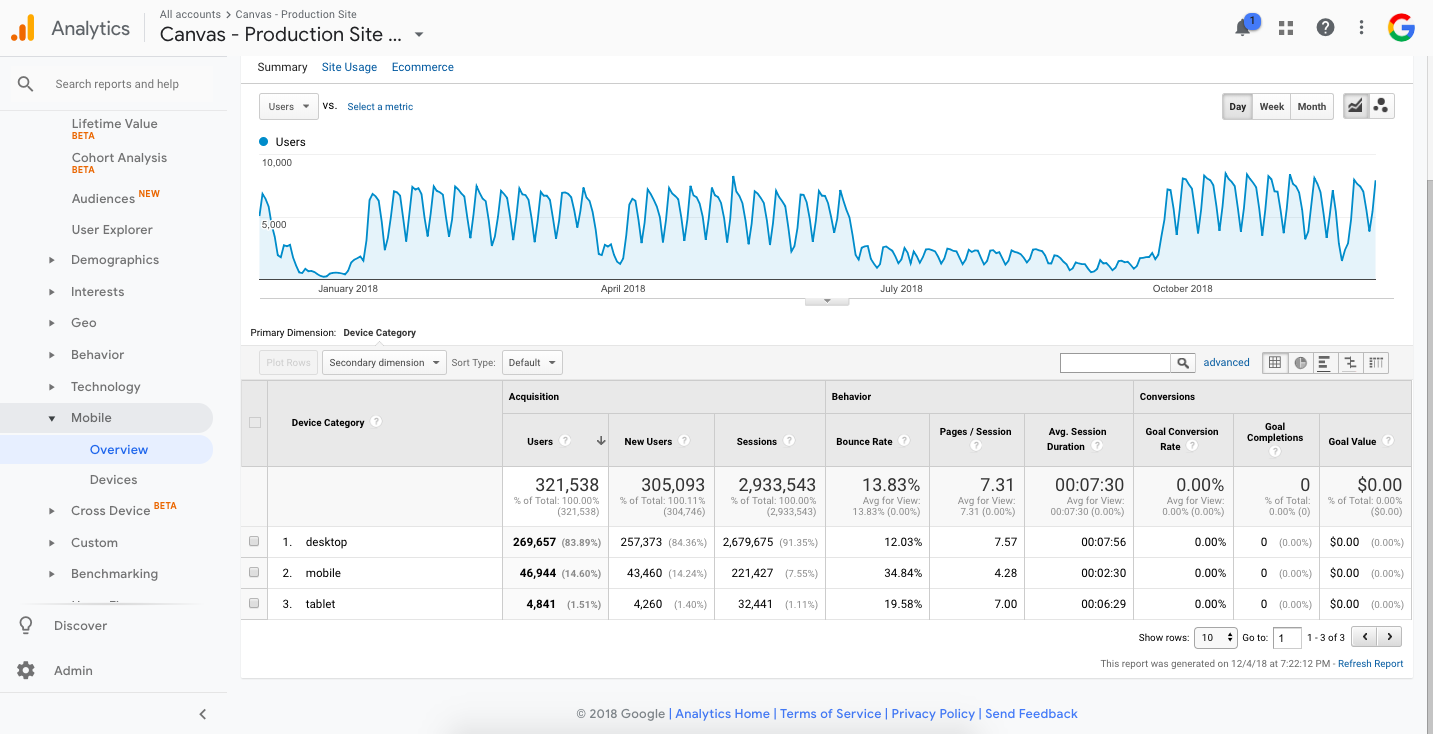 All accounts > Canvas - Production Site
Analytics
Canvas - Production Site ...
1
Search reports and help
Lifetime Value
BETA
Cohort Analysis
BETA
Audiences NEW
User Explorer
Demographics
Interests
Geo
Behavior
Technology
Mobile
Overview
Devices
Cross Device BETA
Custom
Benchmarking
Discover
Admin
Summary Site Usage Ecommerce
Users VS. Select a metric
Day Week Month
Users
10,000
5,000
January 2018 April 2018 July 2018 October 2018
Primary Dimension: Device Category
Plot Rows Secondary dimension Sort Type: Default advanced
Device Category
Acquisition Behavior Conversions
Users New Users Sessions Bounce Rate Pages / Session Avg. Session Duration Goal Conversion Rate Goal Completions Goal Value
321,538 305,093 2,933,543 13.83% 7.31 00:07:30 0.00% 0 $0.00
% of Total: 100.00% % of Total: 100.11% % of Total: 100.00% Avg for View: Avg for View: Avg for View: Avg for View: % of Total: % of Total: 0.00%
(321,538) (304,746) (2,933,543) 13.83% (0.00%) 7.31 (0.00%) 00:07:30 (0.00%) 0.00% (0.00%) 0.00% (0) ($0.00)
1. desktop 269,657 (83.89%) 257,373 (84.36%) 2,679,675 (91.35%) 12.03% 7.57 00:07:56 0.00% 0 (0.00%) $0.00 (0.00%)
2. mobile 46,944 (14.60%) 43,460 (14.24%) 221,427 (7.55%) 34.84% 4.28 00:02:30 0.00% 0 (0.00%) $0.00 (0.00%)
3. tablet 4,841 (1.51%) 4,260 (1.40%) 32,441 (1.11%) 19.58% 7.00 00:06:29 0.00% 0 (0.00%) $0.00 (0.00%)
Show rows: 10 Go to: 1 1 - 3 of 3
This report was generated on 12/4/18 at 7:22:12 PM - Refresh Report
© 2018 Google | Analytics Home | Terms of Service | Privacy Policy | Send Feedback